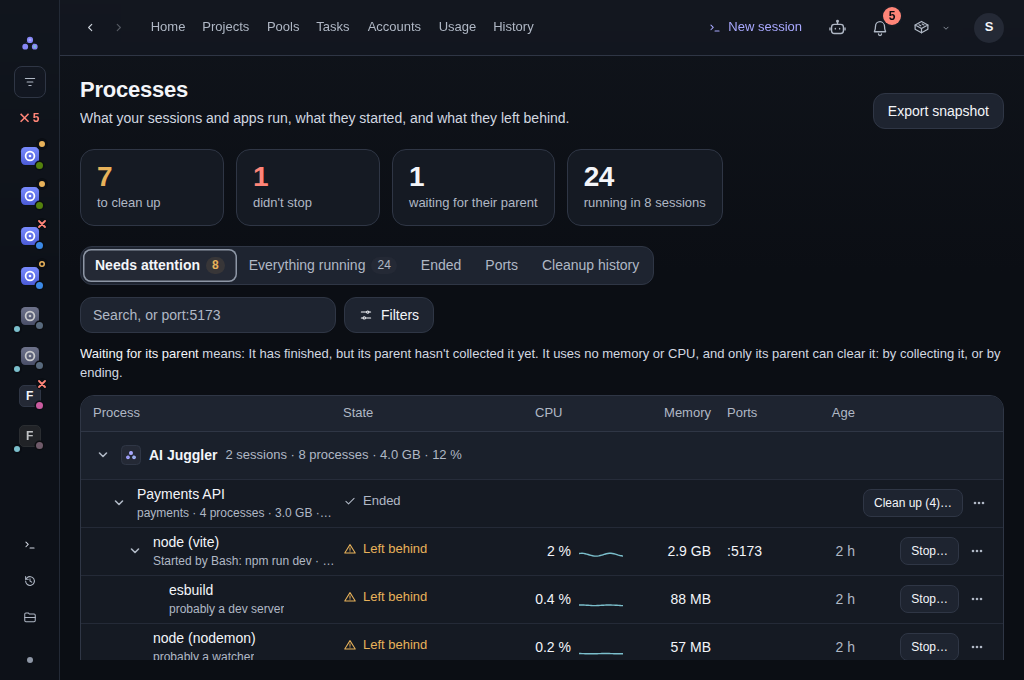 Home Projects Pools Tasks Accounts Usage History New session 5 S
5
F
F
Processes
What your sessions and apps run, what they started, and what they left behind.
Export snapshot
7
to clean up
1
didn't stop
1
waiting for their parent
24
running in 8 sessions
Needs attention 8 Everything running 24 Ended Ports Cleanup history
Search, or port:5173 Filters
Waiting for its parent means: It has finished, but its parent hasn't collected it yet. It uses no memory or CPU, and only its parent can clear it: by collecting it, or by
ending.
Process State CPU Memory Ports Age
AI Juggler 2 sessions · 8 processes · 4.0 GB · 12 %
Payments API Ended Clean up (4)…
payments · 4 processes · 3.0 GB ·…
node (vite) Left behind 2 % 2.9 GB :5173 2 h Stop…
Started by Bash: npm run dev · …
esbuild Left behind 0.4 % 88 MB 2 h Stop…
probably a dev server
node (nodemon) Left behind 0.2 % 57 MB 2 h Stop…
probably a watcher